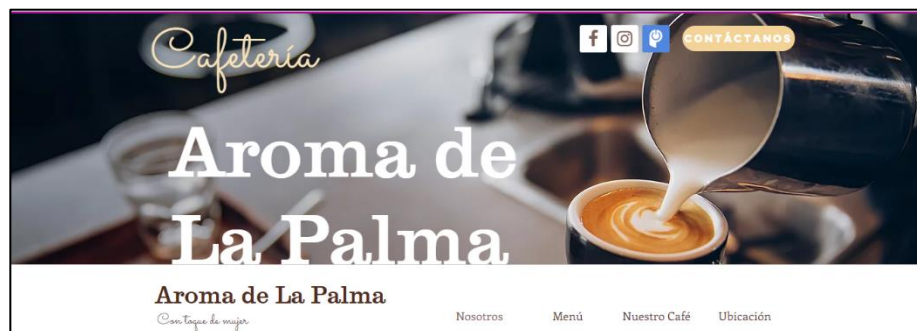 Cafetería
CONTÁCTANOS
Aroma de
La Palma
Aroma de La Palma
Con toque de mujer
Nosotros Menú Nuestro Café Ubicación